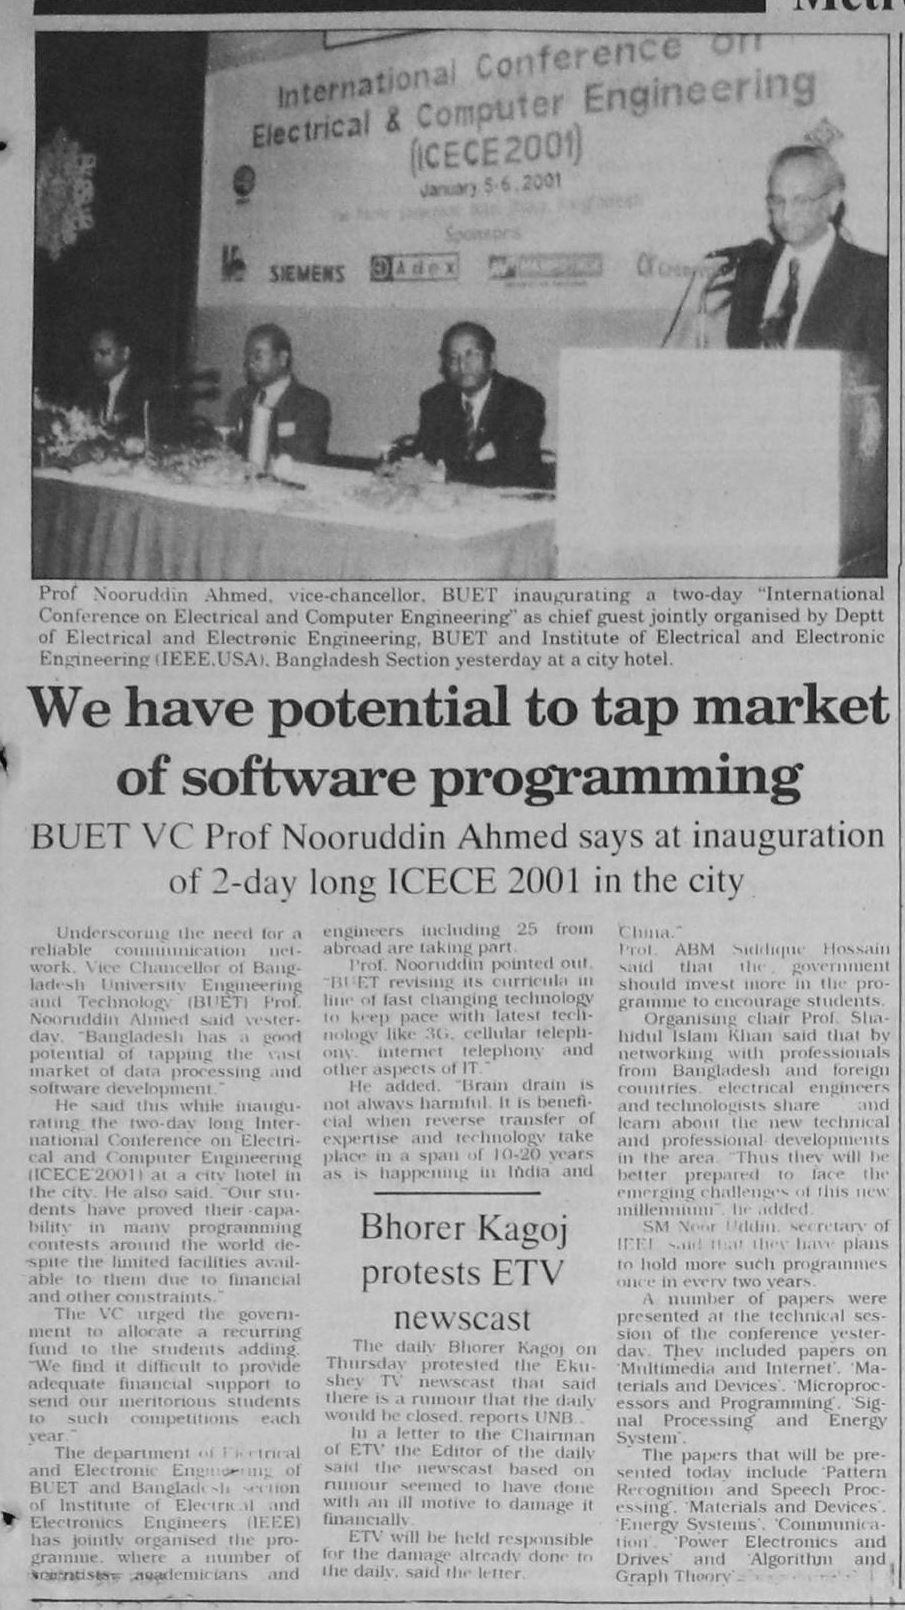 Metr
International Conference on
Electrical & Computer Engineering
(ICECE 2001)
January 5-6, 2001
Sponsors
SIEMENS
Adex
Prof Nooruddin Ahmed, vice-chancellor, BUET inaugurating a two-day "International
Conference on Electrical and Computer Engineering" as chief guest jointly organised by Deptt
of Electrical and Electronic Engineering, BUET and Institute of Electrical and Electronic
Engineering (IEEE,USA), Bangladesh Section yesterday at a city hotel.
We have potential to tap market
of software programming
BUET VC Prof Nooruddin Ahmed says at inauguration
of 2-day long ICECE 2001 in the city
Underscoring the need for a
reliable communication net-
work, Vice Chancellor of Bang-
ladesh University Engineering
and Technology (BUET) Prof.
Nooruddin Ahmed said yester-
day, "Bangladesh has a good
potential of tapping the vast
market of data processing and
software development."
He said this while inaugu-
rating the two-day long Inter-
national Conference on Electri-
cal and Computer Engineering
(ICECE'2001) at a city hotel in
the city. He also said, "Our stu-
dents have proved their capa-
bility in many programming
contests around the world de-
spite the limited facilities avail-
able to them due to financial
and other constraints."
The VC urged the govern-
ment to allocate a recurring
fund to the students adding,
"We find it difficult to provide
adequate financial support to
send our meritorious students
to such competitions each
year."
The department of Electrical
and Electronic Engineering of
BUET and Bangladesh section
of Institute of Electrical and
Electronics Engineers (IEEE)
has jointly organised the pro-
gramme, where a number of
scientists, academicians and
engineers including 25 from
abroad are taking part.
Prof. Nooruddin pointed out,
"BUET revising its curricula in
line of fast changing technology
to keep pace with latest tech-
nology like 3G, cellular teleph-
ony, internet telephony and
other aspects of IT."
He added, "Brain drain is
not always harmful. It is benefi-
cial when reverse transfer of
expertise and technology take
place in a span of 10-20 years
as is happening in India and
Bhorer Kagoj
protests ETV
newscast
The daily Bhorer Kagoj on
Thursday protested the Eku-
shey TV newscast that said
there is a rumour that the daily
would be closed, reports UNB.
In a letter to the Chairman
of ETV the Editor of the daily
said the newscast based on
rumour seemed to have done
with an ill motive to damage it
financially.
ETV will be held responsible
for the damage already done to
the daily, said the letter.
China."
Prof. ABM Siddique Hossain
said that the government
should invest more in the pro-
gramme to encourage students.
Organising chair Prof. Sha-
hidul Islam Khan said that by
networking with professionals
from Bangladesh and foreign
countries, electrical engineers
and technologists share and
learn about the new technical
and professional developments
in the area. "Thus they will be
better prepared to face the
emerging challenges of this new
millennium", he added.
SM Noor Uddin, secretary of
IEEE said that they have plans
to hold more such programmes
once in every two years.
A number of papers were
presented at the technical ses-
sion of the conference yester-
day. They included papers on
'Multimedia and Internet', 'Ma-
terials and Devices', 'Microproc-
essors and Programming', 'Sig-
nal Processing and Energy
System'.
The papers that will be pre-
sented today include 'Pattern
Recognition and Speech Proc-
essing', 'Materials and Devices',
'Energy Systems', 'Communica-
tion', 'Power Electronics and
Drives' and 'Algorithm and
Graph Theory'.